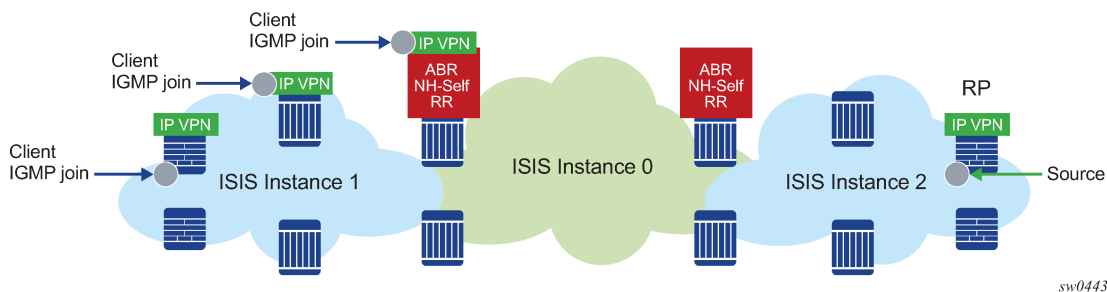 Client
IGMP join
IP VPN
Client
IGMP join
IP VPN
ABR
NH-Self
RR
ABR
NH-Self
RR
RP
IP VPN
IP VPN
Client
IGMP join
ISIS Instance 1
ISIS Instance 0
ISIS Instance 2
Source
sw0443